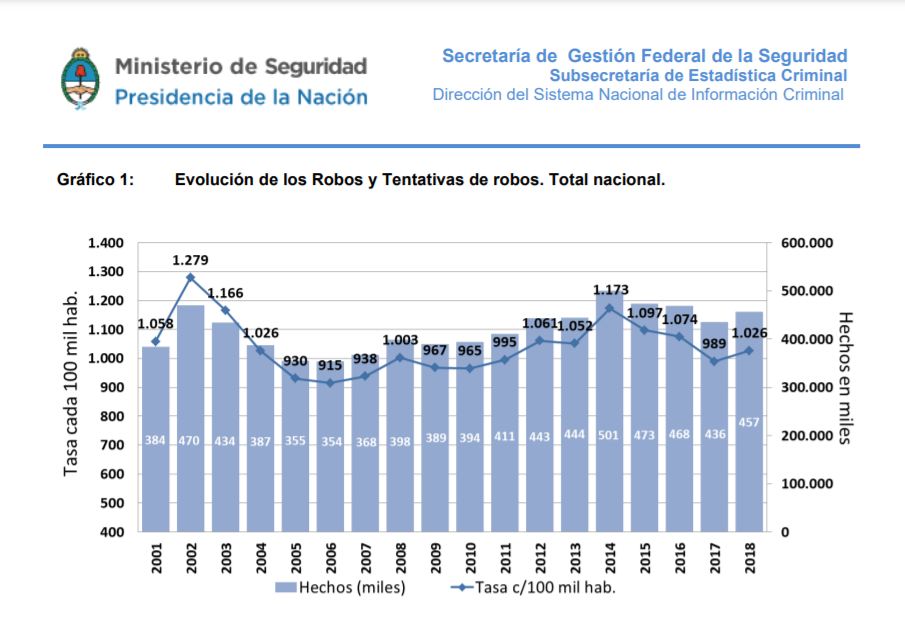 Ministerio de Seguridad
Presidencia de la Nación
Secretaría de Gestión Federal de la Seguridad
Subsecretaría de Estadística Criminal
Dirección del Sistema Nacional de Información Criminal
Gráfico 1: Evolución de los Robos y Tentativas de robos. Total nacional.
Tasa cada 100 mil hab.
1.400
1.300
1.200
1.100
1.000
900
800
700
600
500
400
1.058 1.279 1.166 1.026 930 915 938 1.003 967 965 995 1.061 1.052 1.173 1.097 1.074 989 1.026
384 470 434 387 355 354 368 398 389 394 411 443 444 501 473 468 436 457
600.000
500.000
400.000
300.000
200.000
100.000
0
Hechos en miles
2001 2002 2003 2004 2005 2006 2007 2008 2009 2010 2011 2012 2013 2014 2015 2016 2017 2018
Hechos (miles) Tasa c/100 mil hab.